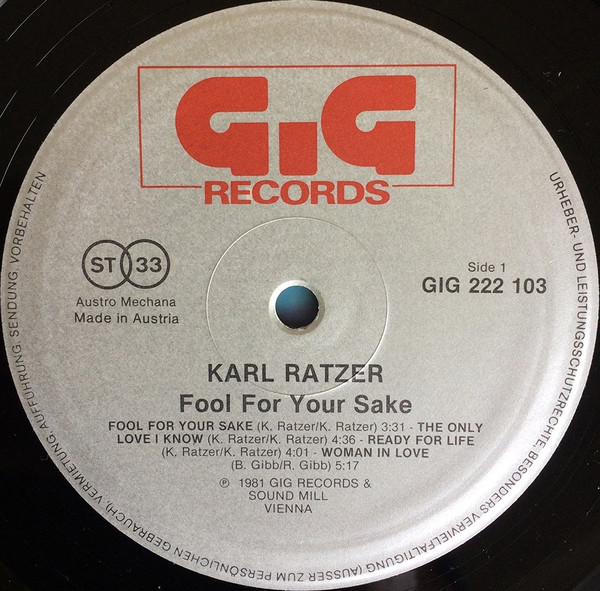 GiG
RECORDS
ST 33
Austro Mechana
Made in Austria
Side 1
GIG 222 103
KARL RATZER
Fool For Your Sake
FOOL FOR YOUR SAKE (K. Ratzer/K. Ratzer) 3:31 - THE ONLY
LOVE I KNOW (K. Ratzer/K. Ratzer) 4:36 - READY FOR LIFE
(K. Ratzer/K. Ratzer) 4:01 - WOMAN IN LOVE
(B. Gibb/R. Gibb) 5:17
℗ 1981 GIG RECORDS &
SOUND MILL
VIENNA
URHEBER- UND LEISTUNGSSCHUTZRECHTE, BESONDERS VERVIELFÄLTIGUNG (AUSSER ZUM PERSÖNLICHEN GEBRAUCH), VERMIETUNG, AUFFÜHRUNG, SENDUNG, VORBEHALTEN